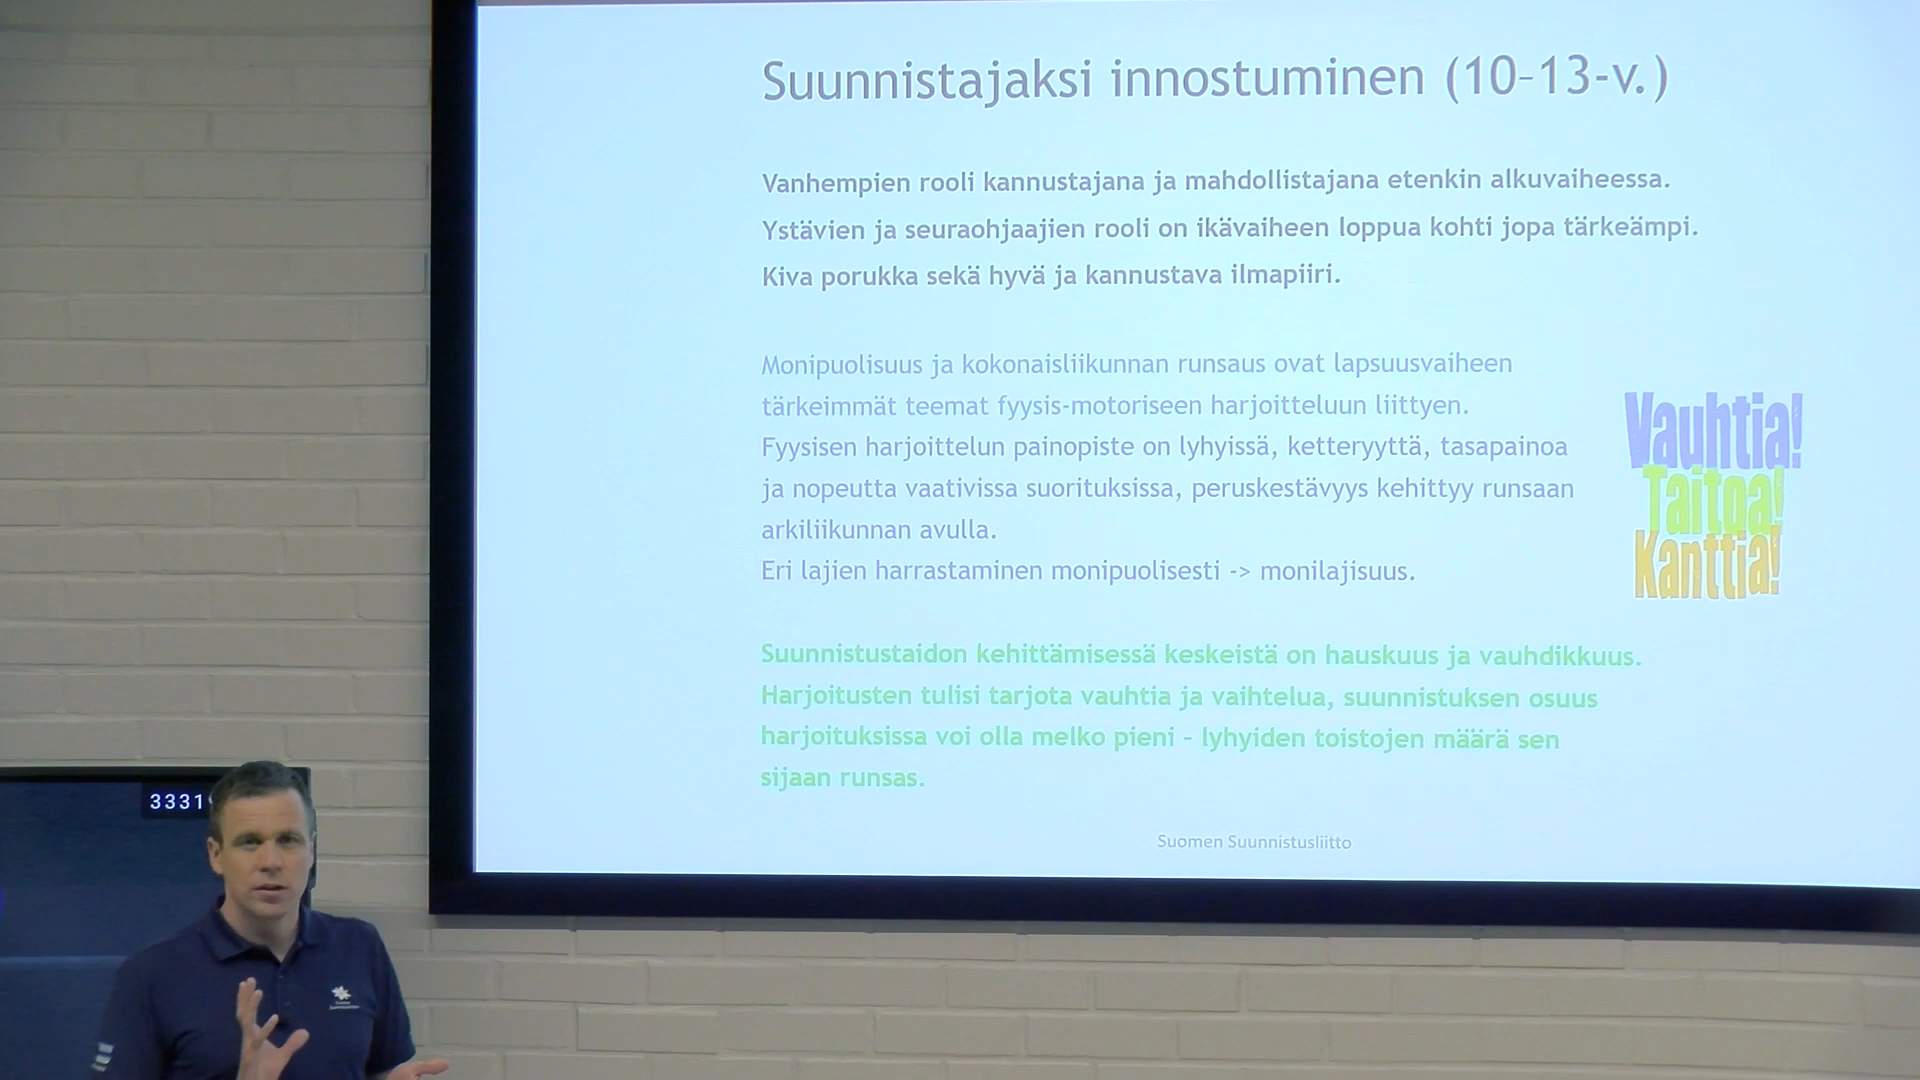 Suunnistajaksi innostuminen (10-13-v.)
Vanhempien rooli kannustajana ja mahdollistajana etenkin alkuvaiheessa.
Ystävien ja seuraohjaajien rooli on ikävaiheen loppua kohti jopa tärkeämpi.
Kiva porukka sekä hyvä ja kannustava ilmapiiri.
Monipuolisuus ja kokonaisliikunnan runsaus ovat lapsuusvaiheen
tärkeimmät teemat fyysis-motoriseen harjoitteluun liittyen.
Fyysisen harjoittelun painopiste on lyhyissä, ketteryyttä, tasapainoa
ja nopeutta vaativissa suorituksissa, peruskestävyys kehittyy runsaan
arkiliikunnan avulla.
Eri lajien harrastaminen monipuolisesti -> monilajisuus.
Vauhtia!
Taitoa!
Kanttia!
Suunnistustaidon kehittämisessä keskeistä on hauskuus ja vauhdikkuus.
Harjoitusten tulisi tarjota vauhtia ja vaihtelua, suunnistuksen osuus
harjoituksissa voi olla melko pieni – lyhyiden toistojen määrä sen
sijaan runsas.
Suomen Suunnistusliitto
3331